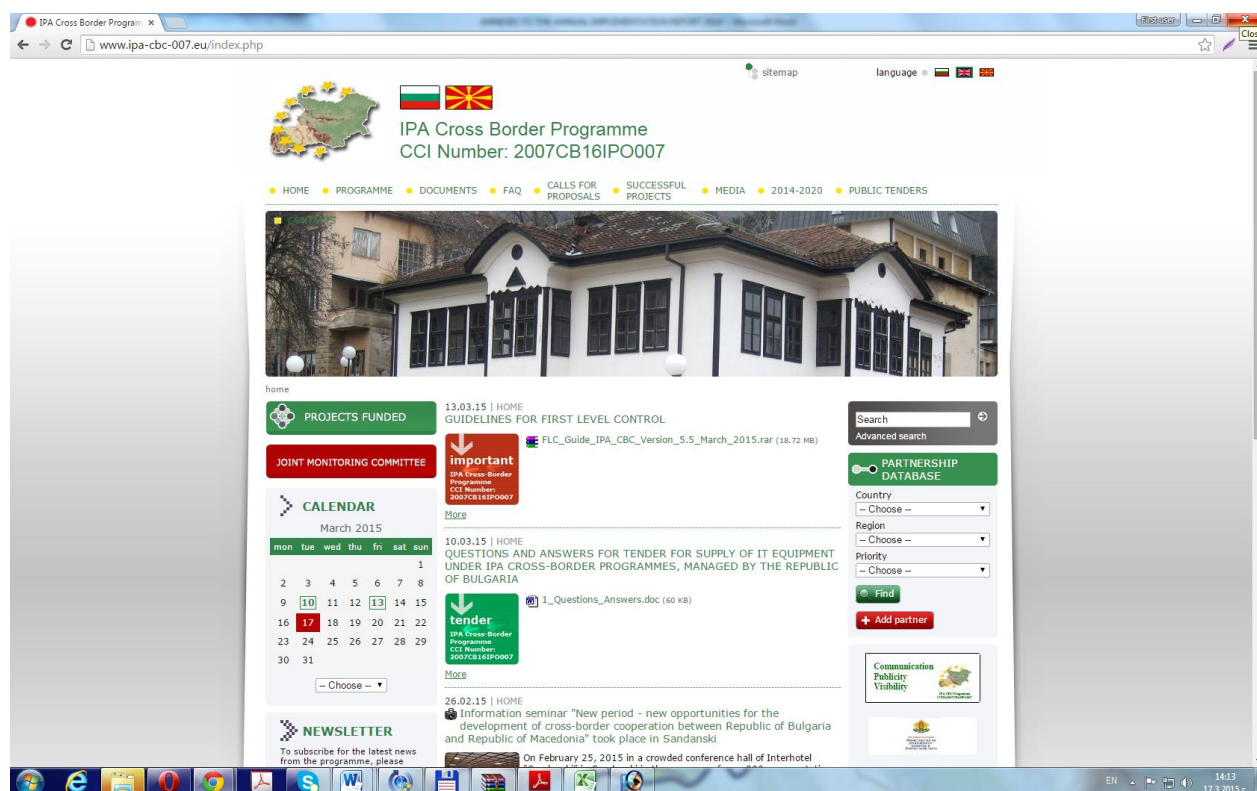 IPA Cross Border Program
First user
Clos
www.ipa-cbc-007.eu/index.php
sitemap
language
IPA Cross Border Programme
CCI Number: 2007CB16IPO007
HOME
PROGRAMME
DOCUMENTS
FAQ
CALLS FOR
PROPOSALS
SUCCESSFUL
PROJECTS
MEDIA
2014-2020
PUBLIC TENDERS
CONTACTS
home
PROJECTS FUNDED
JOINT MONITORING COMMITTEE
CALENDAR
March 2015
mon tue wed thu fri sat sun
1
2 3 4 5 6 7 8
9 10 11 12 13 14 15
16 17 18 19 20 21 22
23 24 25 26 27 28 29
30 31
-- Choose --
NEWSLETTER
To subscribe for the latest news
from the programme, please
13.03.15 | HOME
GUIDELINES FOR FIRST LEVEL CONTROL
important
IPA Cross-Border
Programme
CCI Number:
2007CB16IPO007
FLC_Guide_IPA_CBC_Version_5.5_March_2015.rar (18.72 MB)
More
10.03.15 | HOME
QUESTIONS AND ANSWERS FOR TENDER FOR SUPPLY OF IT EQUIPMENT
UNDER IPA CROSS-BORDER PROGRAMMES, MANAGED BY THE REPUBLIC
OF BULGARIA
tender
IPA Cross-Border
Programme
CCI Number:
2007CB16IPO007
1_Questions_Answers.doc (60 KB)
More
26.02.15 | HOME
Information seminar "New period - new opportunities for the
development of cross-border cooperation between Republic of Bulgaria
and Republic of Macedonia" took place in Sandanski
On February 25, 2015 in a crowded conference hall of Interhotel
Search
Advanced search
PARTNERSHIP
DATABASE
Country
-- Choose --
Region
-- Choose --
Priority
-- Choose --
Find
Add partner
Communication
Publicity
Visibility
EN
14:13
17.3.2015 г.